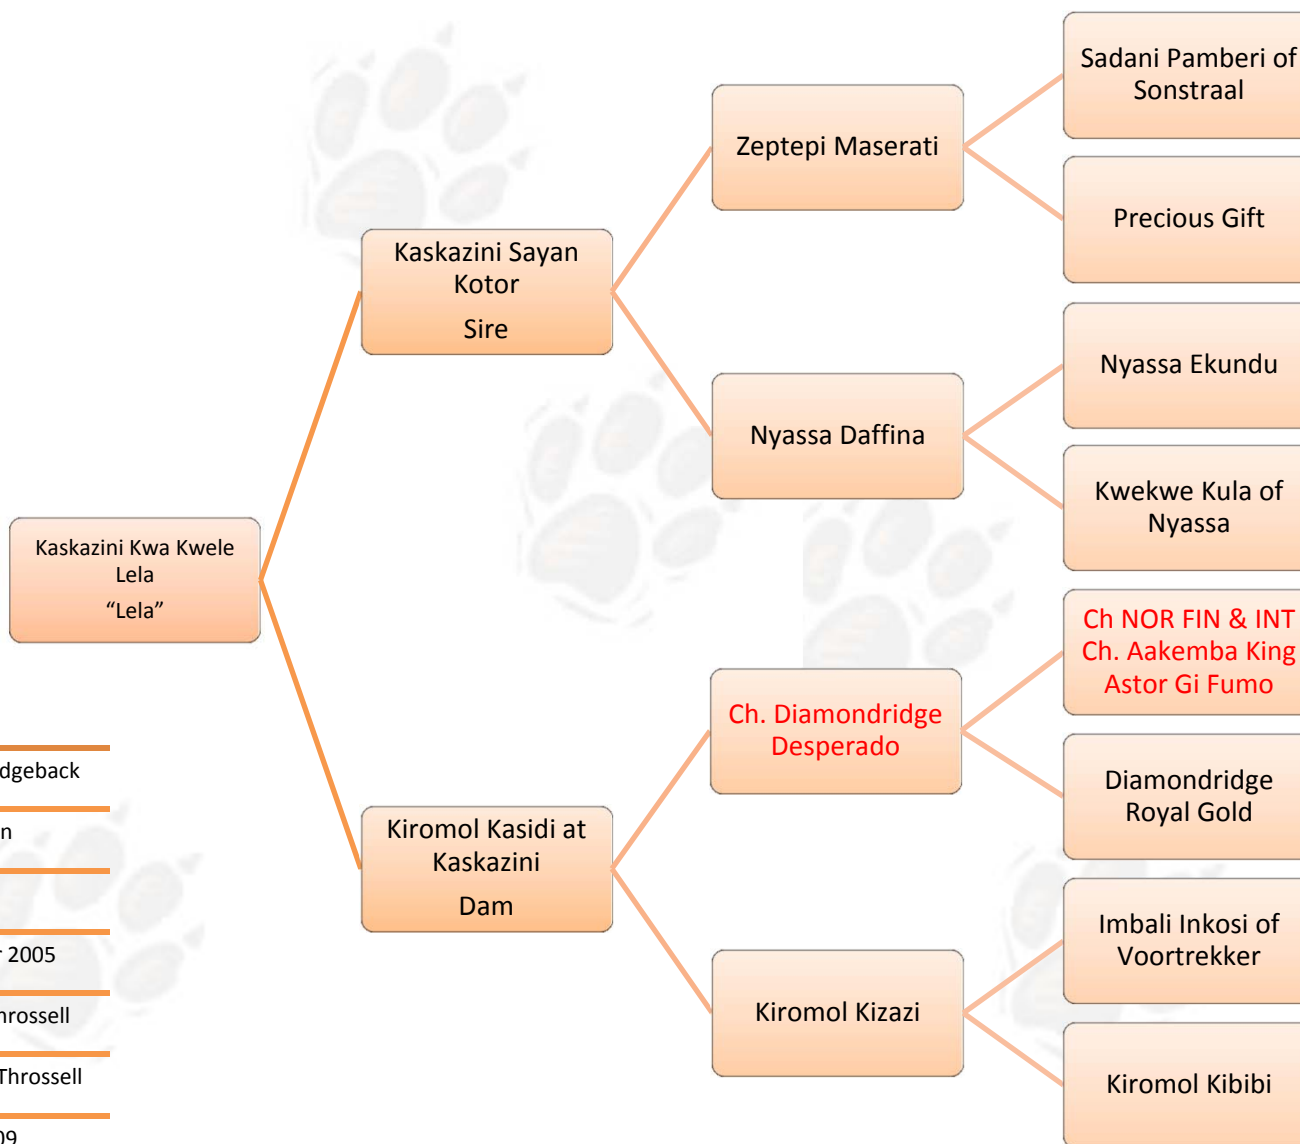 Sadani Pamberi of
Sonstraal
Zeptepi Maserati
Precious Gift
Kaskazini Sayan
Kotor
Sire
Nyassa Ekundu
Nyassa Daffina
Kwekwe Kula of
Nyassa
Kaskazini Kwa Kwele
Lela
“Lela”
Ch NOR FIN & INT
Ch. Aakemba King
Astor Gi Fumo
Ch. Diamondridge
Desperado
Diamondridge
Royal Gold
Kiromol Kasidi at
Kaskazini
Dam
Imbali Inkosi of
Voortrekker
Kiromol Kizazi
Kiromol Kibibi
dgeback
n
2005
hrossell
Throssell
09